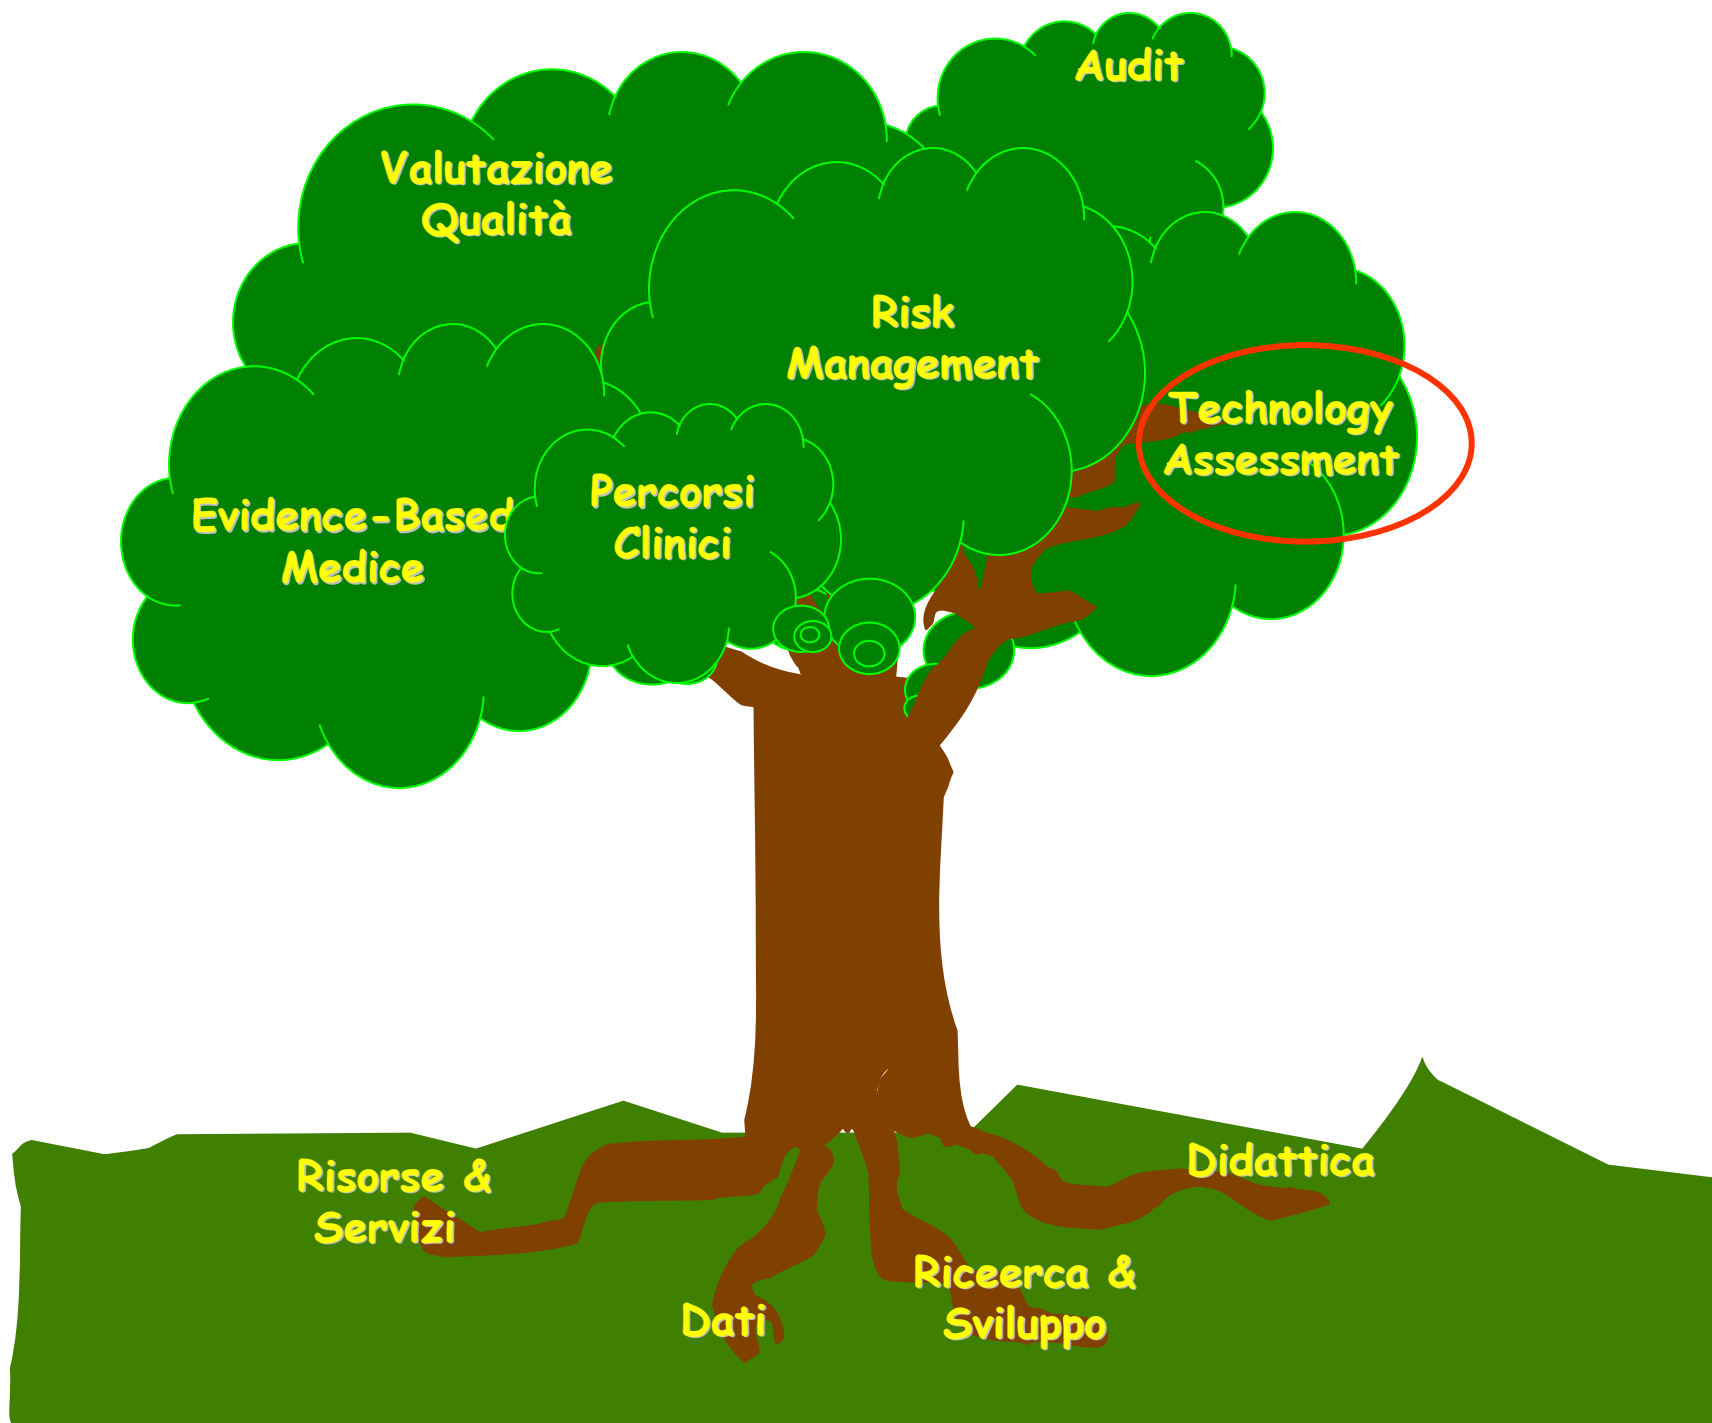 Audit
Valutazione
Qualità
Risk
Management
Technology
Assessment
Evidence-Based
Medice
Percorsi
Clinici
Risorse &
Servizi
Dati
Riceerca &
Sviluppo
Didattica